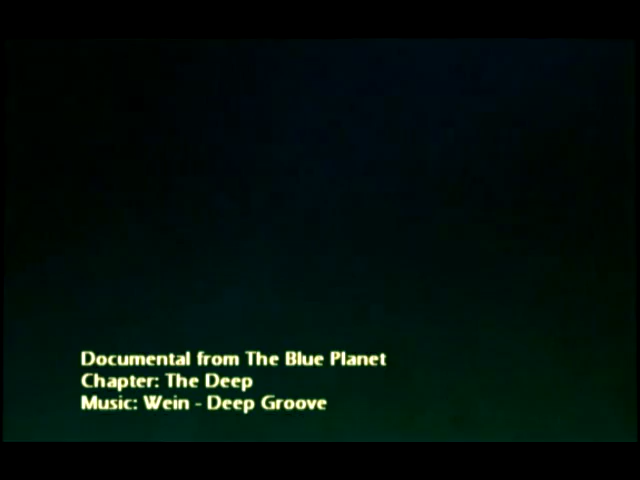 Documental from The Blue Planet
Chapter: The Deep
Music: Wein - Deep Groove